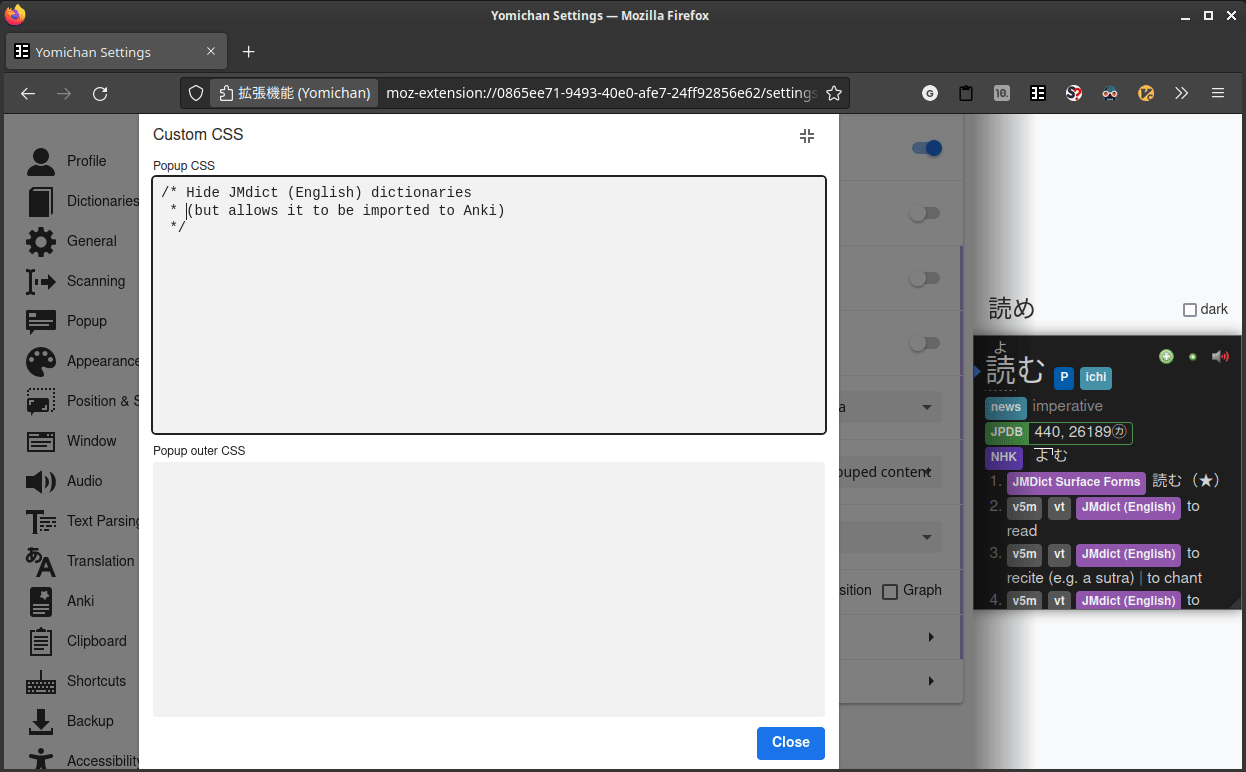 Yomichan Settings — Mozilla Firefox
Yomichan Settings
拡張機能 (Yomichan) moz-extension://0865ee71-9493-40e0-afe7-24ff92856e62/settings
G
10.
Custom CSS
Popup CSS
/* Hide JMdict (English) dictionaries
 * (but allows it to be imported to Anki)
 */
Popup outer CSS
Close
Profile
Dictionaries
General
Scanning
Popup
Appearance
Position & S
Window
Audio
Text Parsing
Translation
Anki
Clipboard
Shortcuts
Backup
Accessibility
a
ouped content
sition Graph
読め dark
よ
読む P ichi
news imperative
JPDB 440, 26189㋕
NHK よむ
1. JMDict Surface Forms 読む（★）
2. v5m vt JMdict (English) to
read
3. v5m vt JMdict (English) to
recite (e.g. a sutra) | to chant
4. v5m vt JMdict (English) to